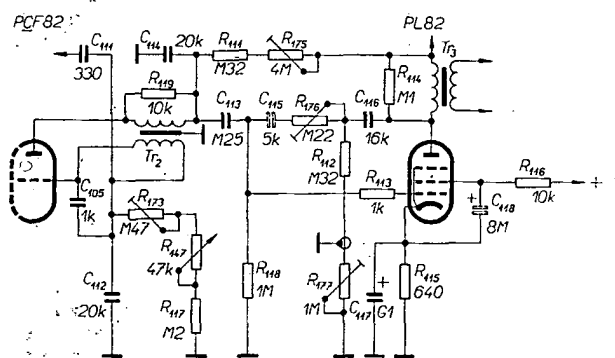 PCF82
PL82
C111
330
C114
20k
R111
M32
R175
4M
Tr3
R119
10k
C113
M25
C115
5k
R176
M22
C116
16k
R114
M1
R112
M32
Tr2
C105
1k
R173
M47
R147
47k
R113
1k
R116
10k
+
+
C118
8M
C112
20k
R117
M2
R118
1M
R177
1M
C117
+
G1
R115
640